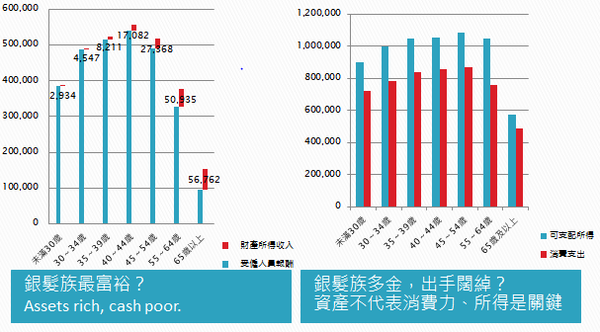 600,000
500,000
400,000
300,000
200,000
100,000
0
2,934
4,547
8,211
17,082
27,368
50,935
56,762
未滿30歲
30~34歲
35~39歲
40~44歲
45~54歲
55~64歲
65歲以上
財產所得收入
受僱人員報酬
銀髮族最富裕？
Assets rich, cash poor.
1,200,000
1,000,000
800,000
600,000
400,000
200,000
0
未滿30歲
30~34歲
35~39歲
40~44歲
45~54歲
55~64歲
65歲及以上
可支配所得
消費支出
銀髮族多金，出手闊綽？
資產不代表消費力、所得是關鍵